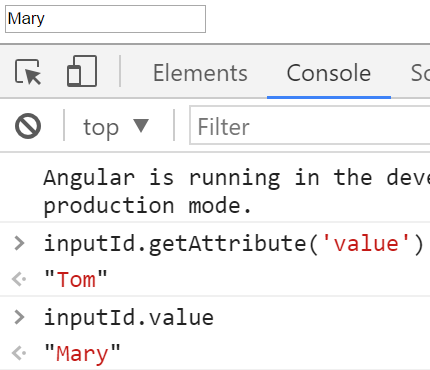 Mary
Elements Console So
top Filter
Angular is running in the deve
production mode.
> inputId.getAttribute('value')
"Tom"
> inputId.value
"Mary"